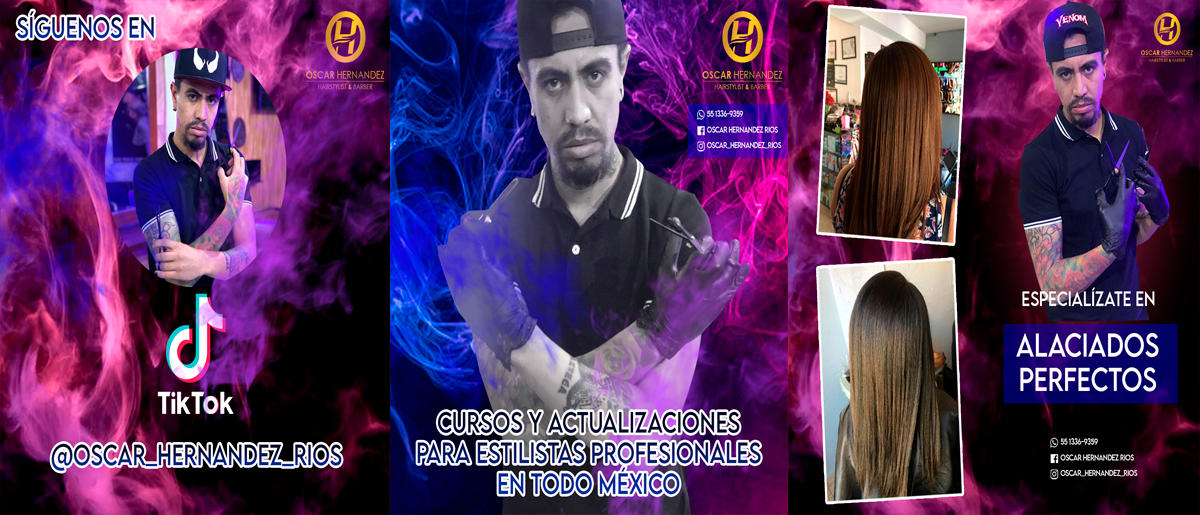 SÍGUENOS EN
OSCAR HERNANDEZ
HAIRSTYLIST & BARBER
TikTok
@OSCAR_HERNANDEZ_RIOS
OSCAR HERNANDEZ
HAIRSTYLIST & BARBER
55 1336-9359
OSCAR HERNANDEZ RIOS
OSCAR_HERNANDEZ_RIOS
CURSOS Y ACTUALIZACIONES
PARA ESTILISTAS PROFESIONALES
EN TODO MÉXICO
VENOM
OSCAR HERNANDEZ
HAIRSTYLIST & BARBER
ESPECIALÍZATE EN
ALACIADOS
PERFECTOS
55 1336-9359
OSCAR HERNANDEZ RIOS
OSCAR_HERNANDEZ_RIOS